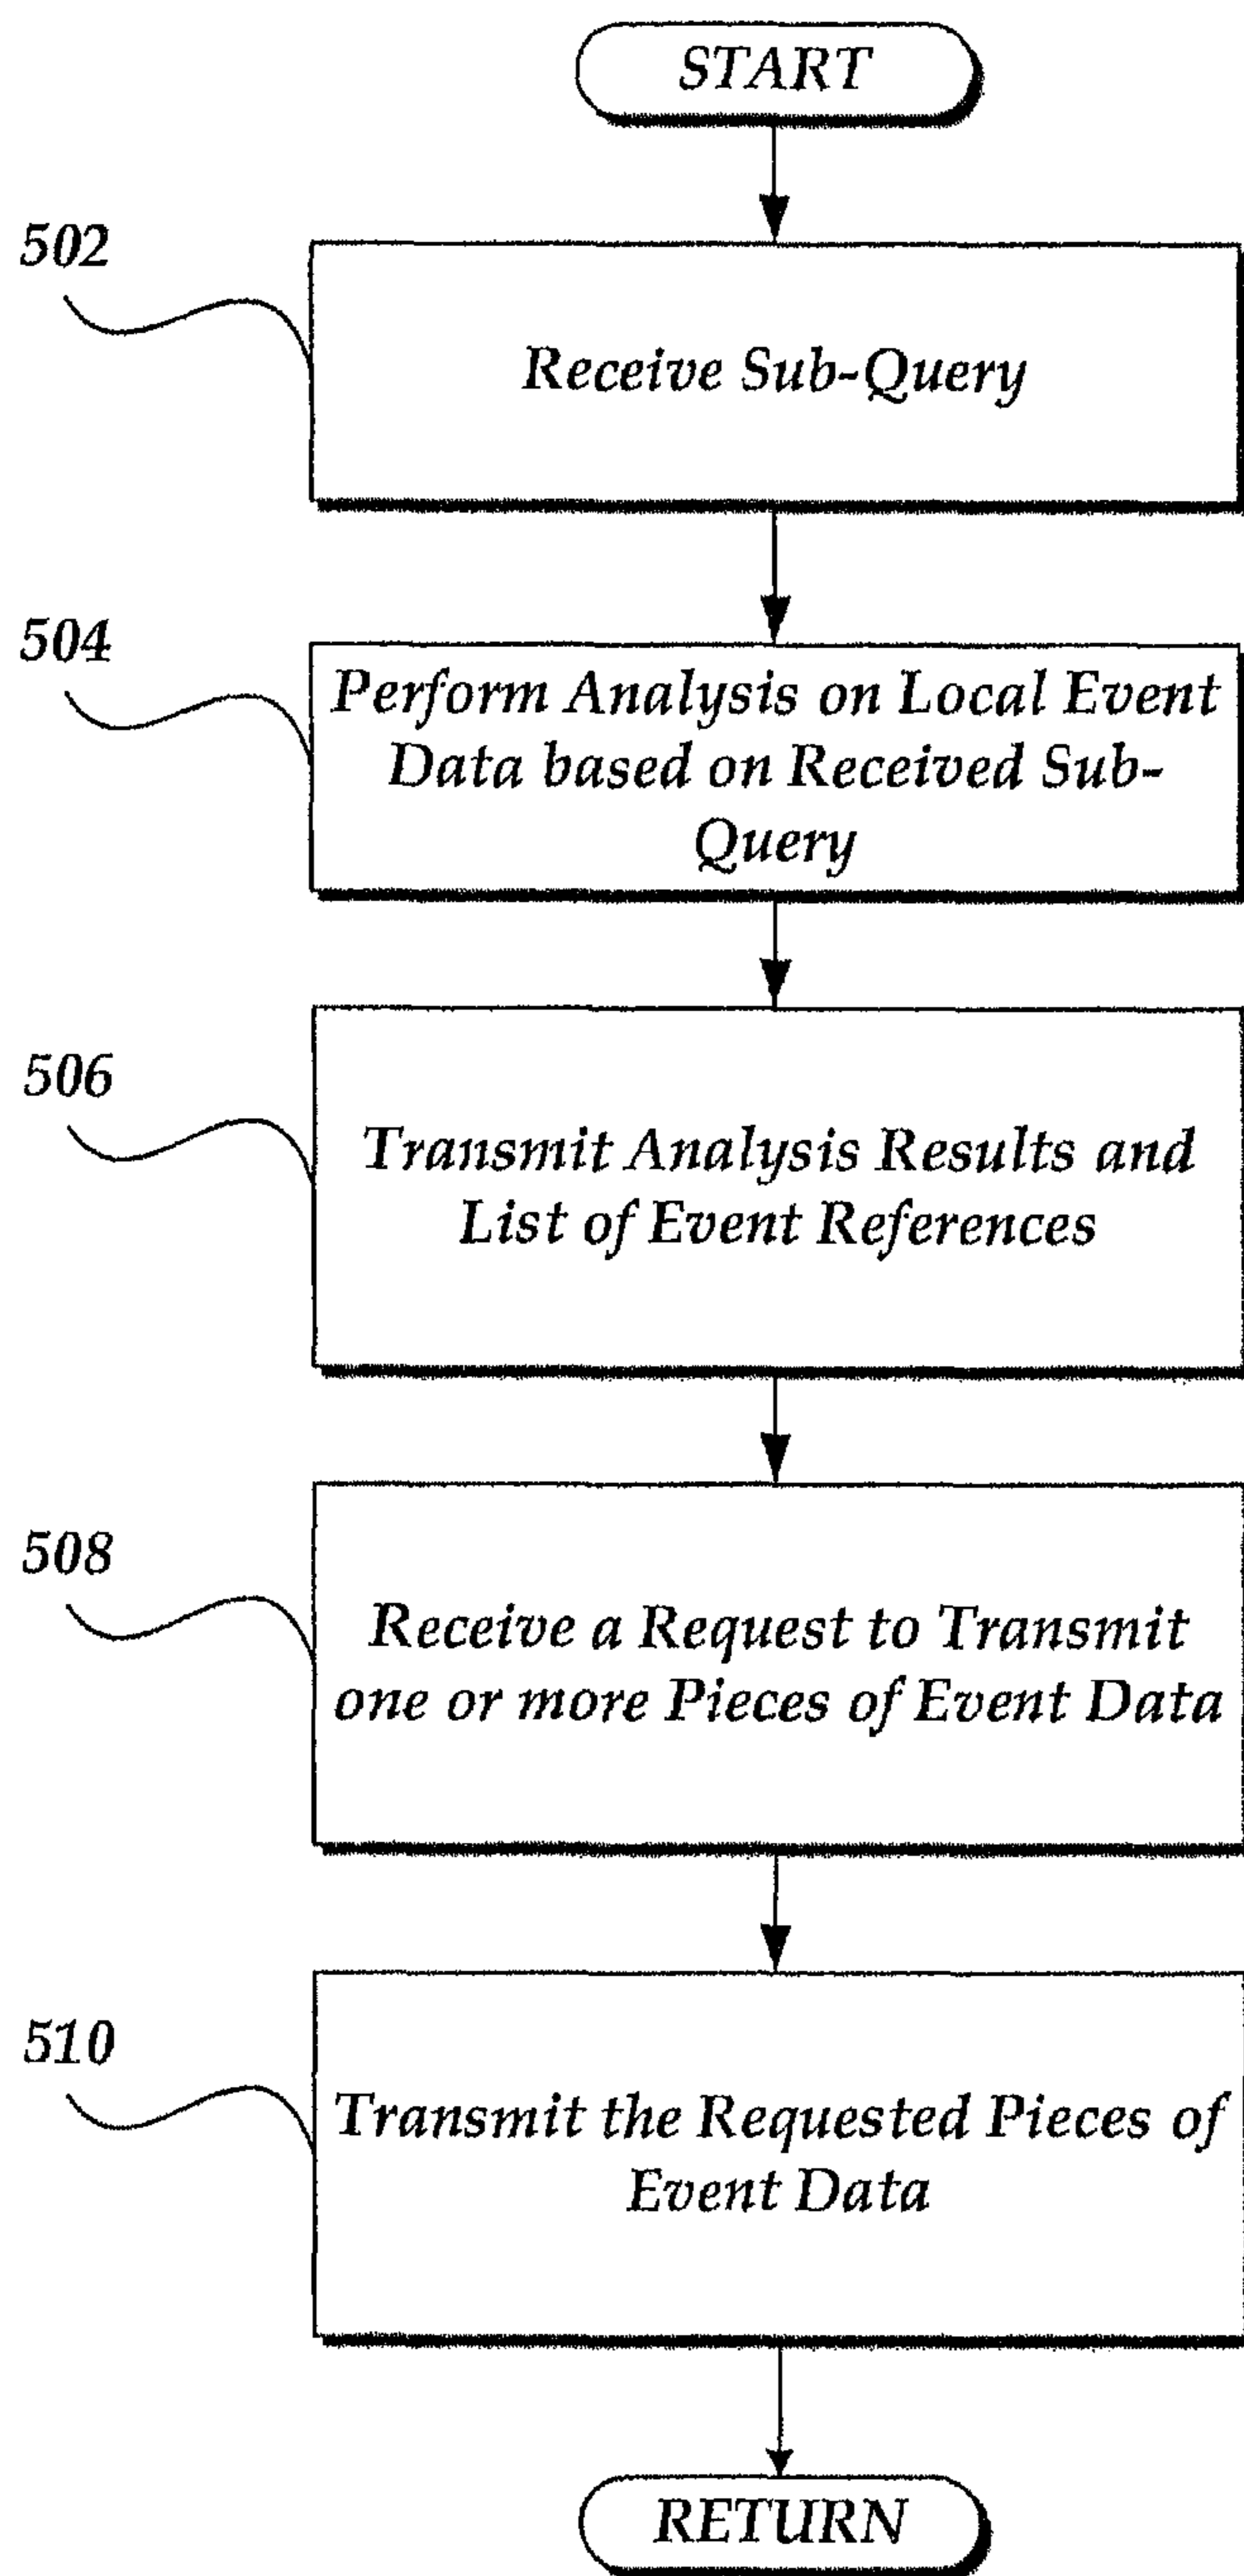 START
502
Receive Sub-Query
504
Perform Analysis on Local Event
Data based on Received Sub-
Query
506
Transmit Analysis Results and
List of Event References
508
Receive a Request to Transmit
one or more Pieces of Event Data
510
Transmit the Requested Pieces of
Event Data
RETURN